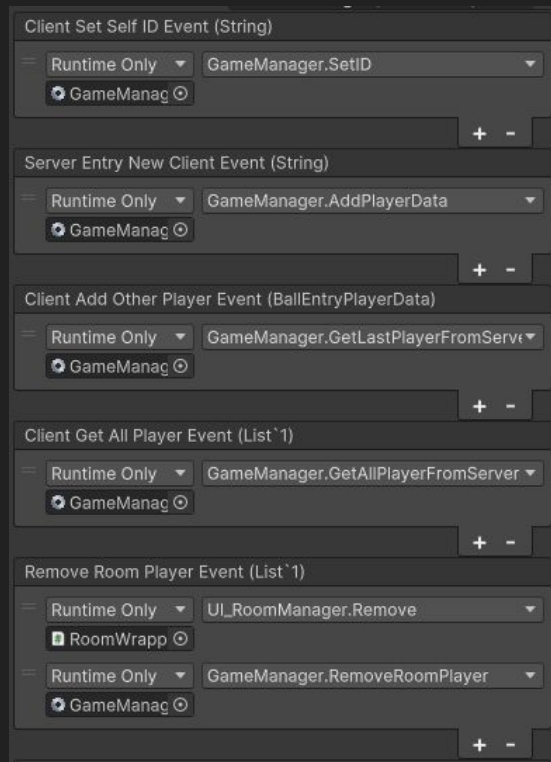 Client Set Self ID Event (String)
Runtime Only GameManager.SetID
GameManag
+ -
Server Entry New Client Event (String)
Runtime Only GameManager.AddPlayerData
GameManag
+ -
Client Add Other Player Event (BallEntryPlayerData)
Runtime Only GameManager.GetLastPlayerFromServe
GameManag
+ -
Client Get All Player Event (List`1)
Runtime Only GameManager.GetAllPlayerFromServer
GameManag
+ -
Remove Room Player Event (List`1)
Runtime Only UI_RoomManager.Remove
RoomWrapp
Runtime Only GameManager.RemoveRoomPlayer
GameManag
+ -